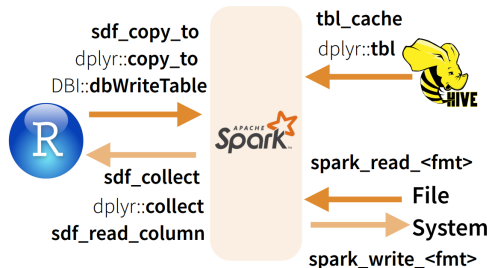 sdf_copy_to
dplyr::copy_to
DBI::dbWriteTable
R
sdf_collect
dplyr::collect
sdf_read_column
APACHE
Spark
tbl_cache
dplyr::tbl
HIVE
spark_read_<fmt>
File
System
spark_write_<fmt>